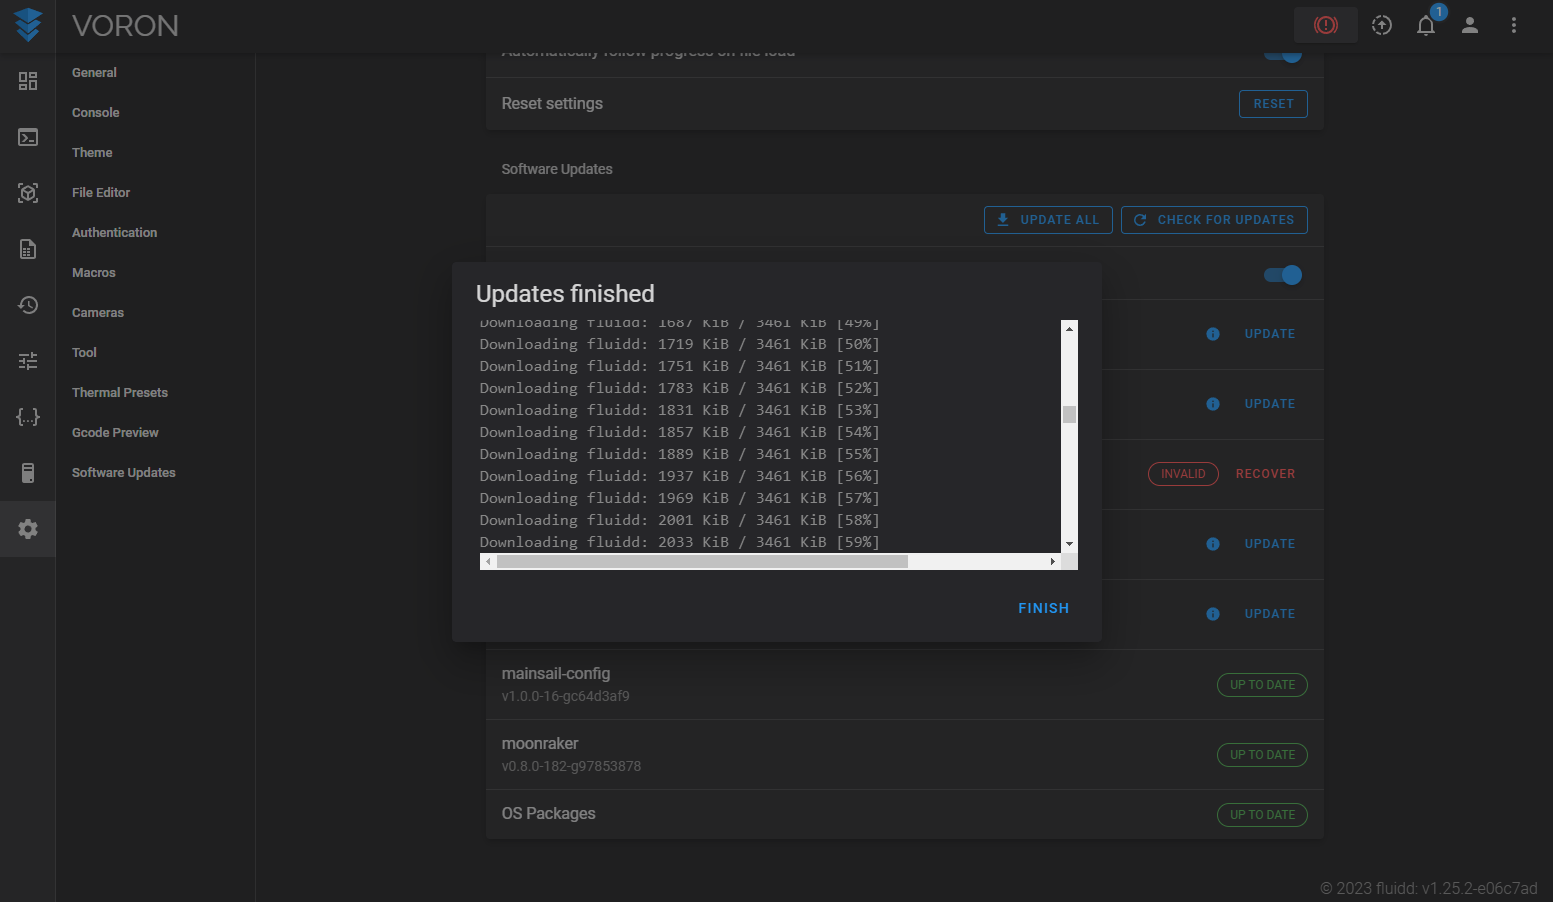 VORON
1
General
Console
Theme
File Editor
Authentication
Macros
Cameras
Tool
Thermal Presets
Gcode Preview
Software Updates
Automatically follow progress on file load
Reset settings
RESET
Software Updates
UPDATE ALL
CHECK FOR UPDATES
Updates finished
Downloading fluidd: 1687 KiB / 3461 KiB [49%]
Downloading fluidd: 1719 KiB / 3461 KiB [50%]
Downloading fluidd: 1751 KiB / 3461 KiB [51%]
Downloading fluidd: 1783 KiB / 3461 KiB [52%]
Downloading fluidd: 1831 KiB / 3461 KiB [53%]
Downloading fluidd: 1857 KiB / 3461 KiB [54%]
Downloading fluidd: 1889 KiB / 3461 KiB [55%]
Downloading fluidd: 1937 KiB / 3461 KiB [56%]
Downloading fluidd: 1969 KiB / 3461 KiB [57%]
Downloading fluidd: 2001 KiB / 3461 KiB [58%]
Downloading fluidd: 2033 KiB / 3461 KiB [59%]
FINISH
UPDATE
UPDATE
INVALID RECOVER
UPDATE
UPDATE
mainsail-config
v1.0.0-16-gc64d3af9
UP TO DATE
moonraker
v0.8.0-182-g97853878
UP TO DATE
OS Packages
UP TO DATE
© 2023 fluidd: v1.25.2-e06c7ad